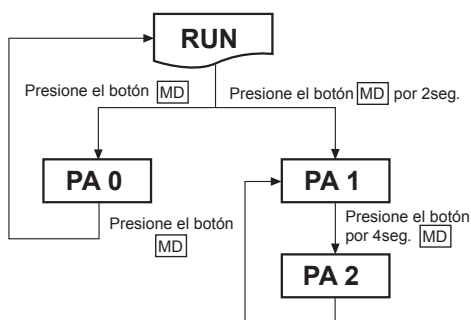 RUN
Presione el botón MD
Presione el botón MD por 2seg.
PA 0
PA 1
Presione el botón
MD
Presione el botón
por 4seg. MD
PA 2